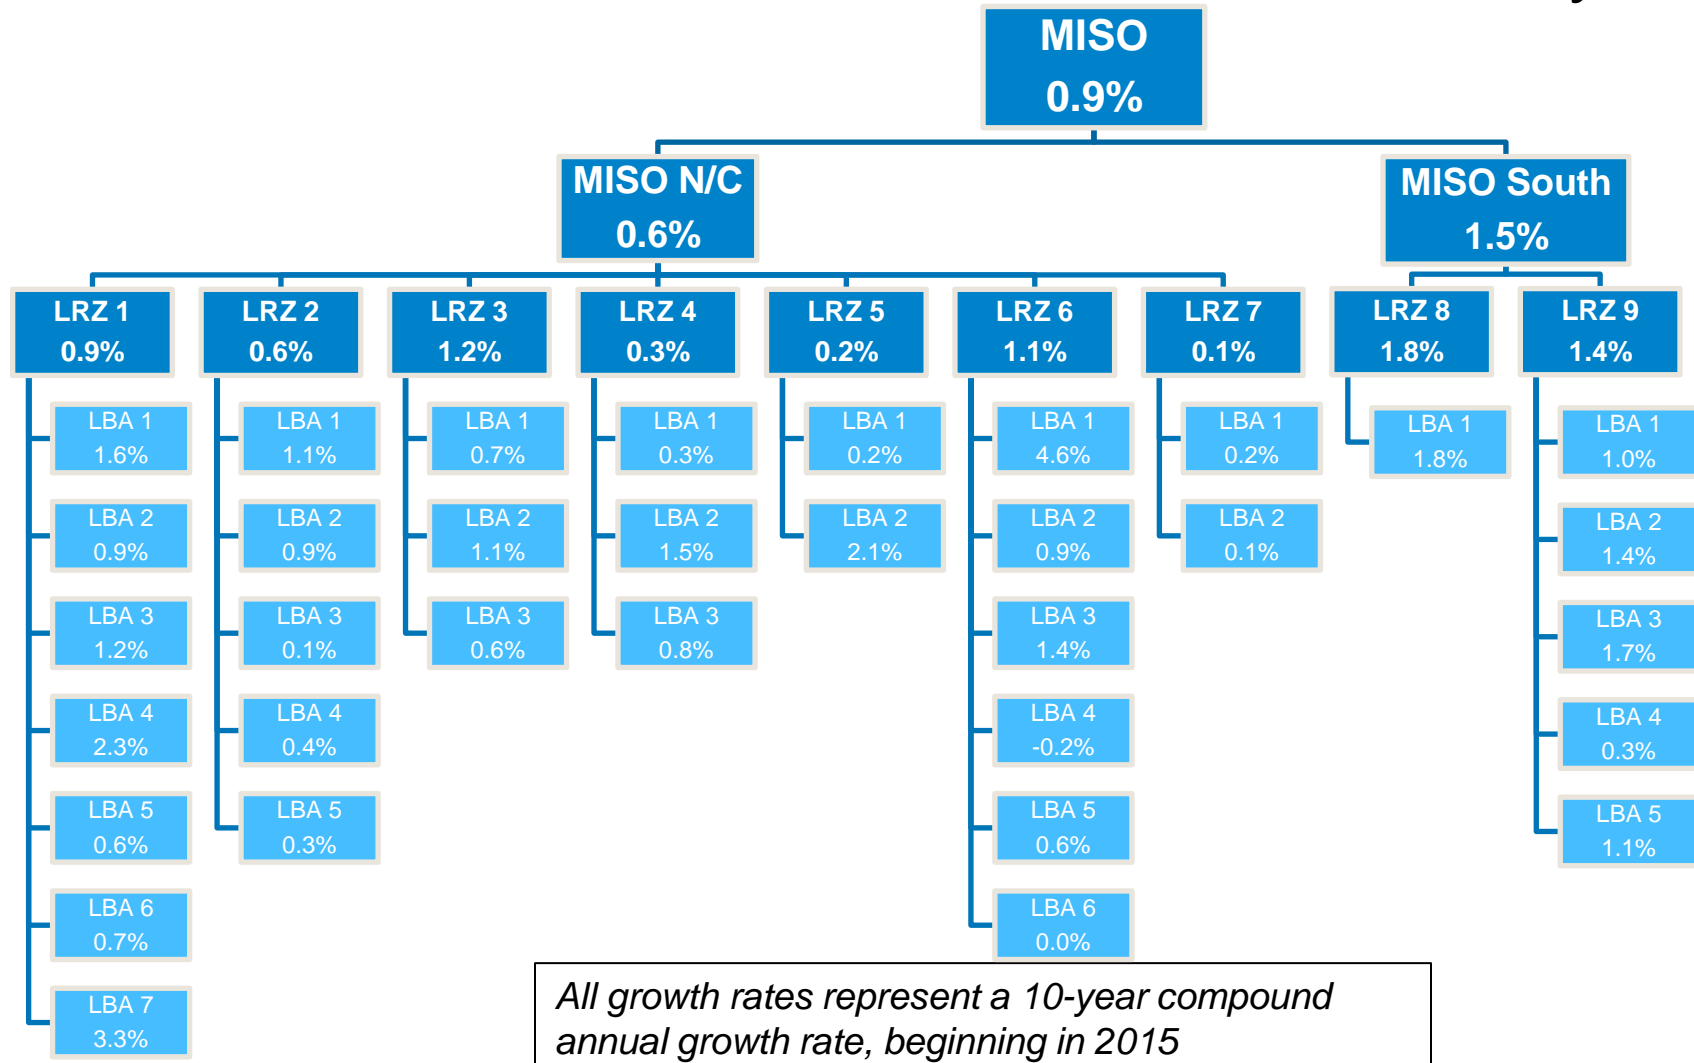 MISO
0.9%
MISO N/C
0.6%
MISO South
1.5%
LRZ 1
0.9%
LRZ 2
0.6%
LRZ 3
1.2%
LRZ 4
0.3%
LRZ 5
0.2%
LRZ 6
1.1%
LRZ 7
0.1%
LRZ 8
1.8%
LRZ 9
1.4%
LBA 1
1.6%
LBA 2
0.9%
LBA 3
1.2%
LBA 4
2.3%
LBA 5
0.6%
LBA 6
0.7%
LBA 7
3.3%
LBA 1
1.1%
LBA 2
0.9%
LBA 3
0.1%
LBA 4
0.4%
LBA 5
0.3%
LBA 1
0.7%
LBA 2
1.1%
LBA 3
0.6%
LBA 1
0.3%
LBA 2
1.5%
LBA 3
0.8%
LBA 1
0.2%
LBA 2
2.1%
LBA 1
4.6%
LBA 2
0.9%
LBA 3
1.4%
LBA 4
-0.2%
LBA 5
0.6%
LBA 6
0.0%
LBA 1
0.2%
LBA 2
0.1%
LBA 1
1.8%
LBA 1
1.0%
LBA 2
1.4%
LBA 3
1.7%
LBA 4
0.3%
LBA 5
1.1%
All growth rates represent a 10-year compound
annual growth rate, beginning in 2015